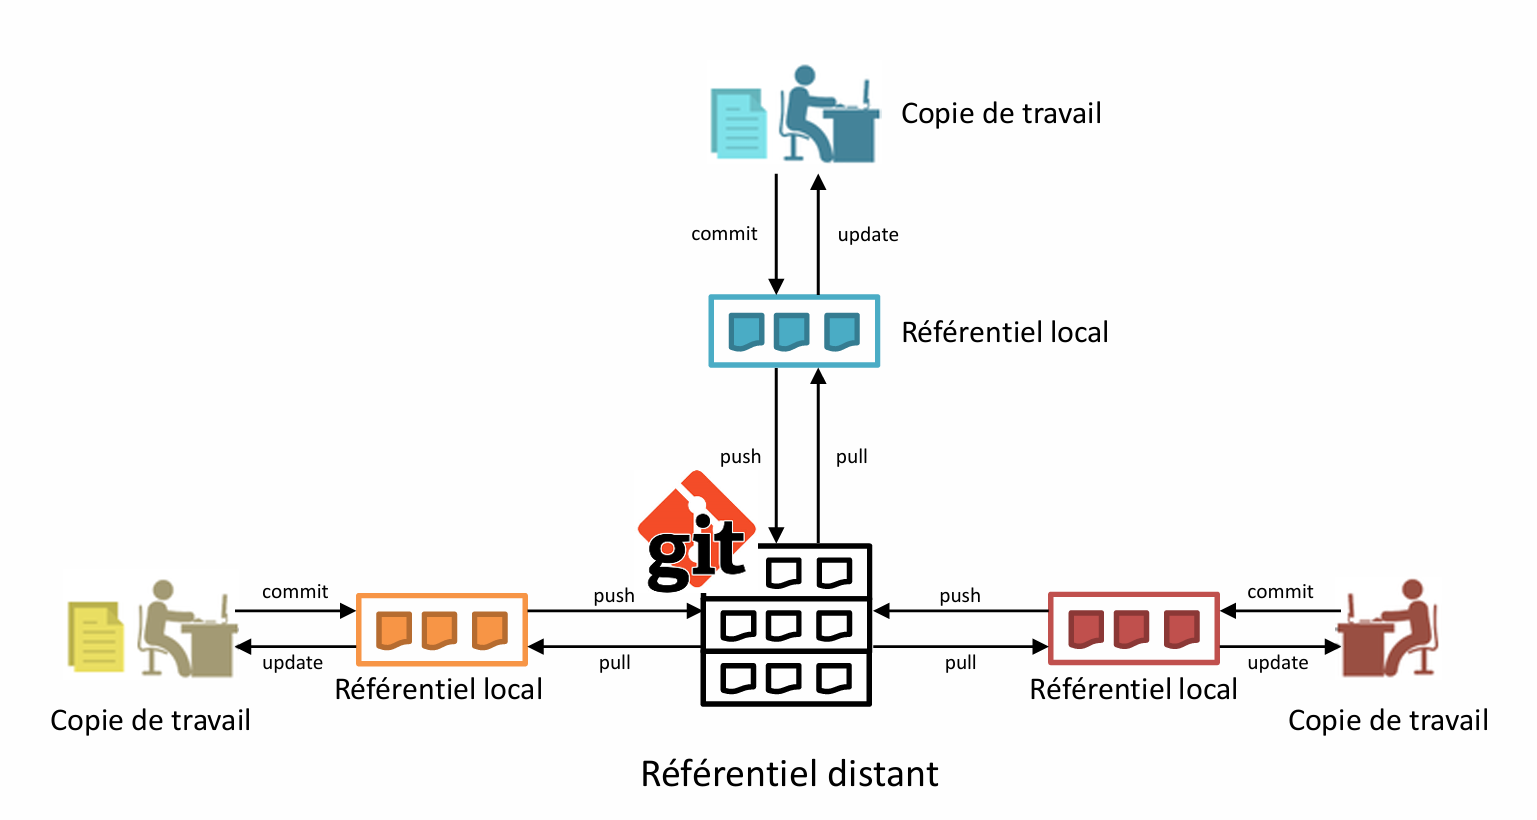 Copie de travail
commit
update
Référentiel local
push
pull
git
commit
push
push
commit
update
pull
pull
update
Référentiel local
Référentiel local
Copie de travail
Copie de travail
Référentiel distant